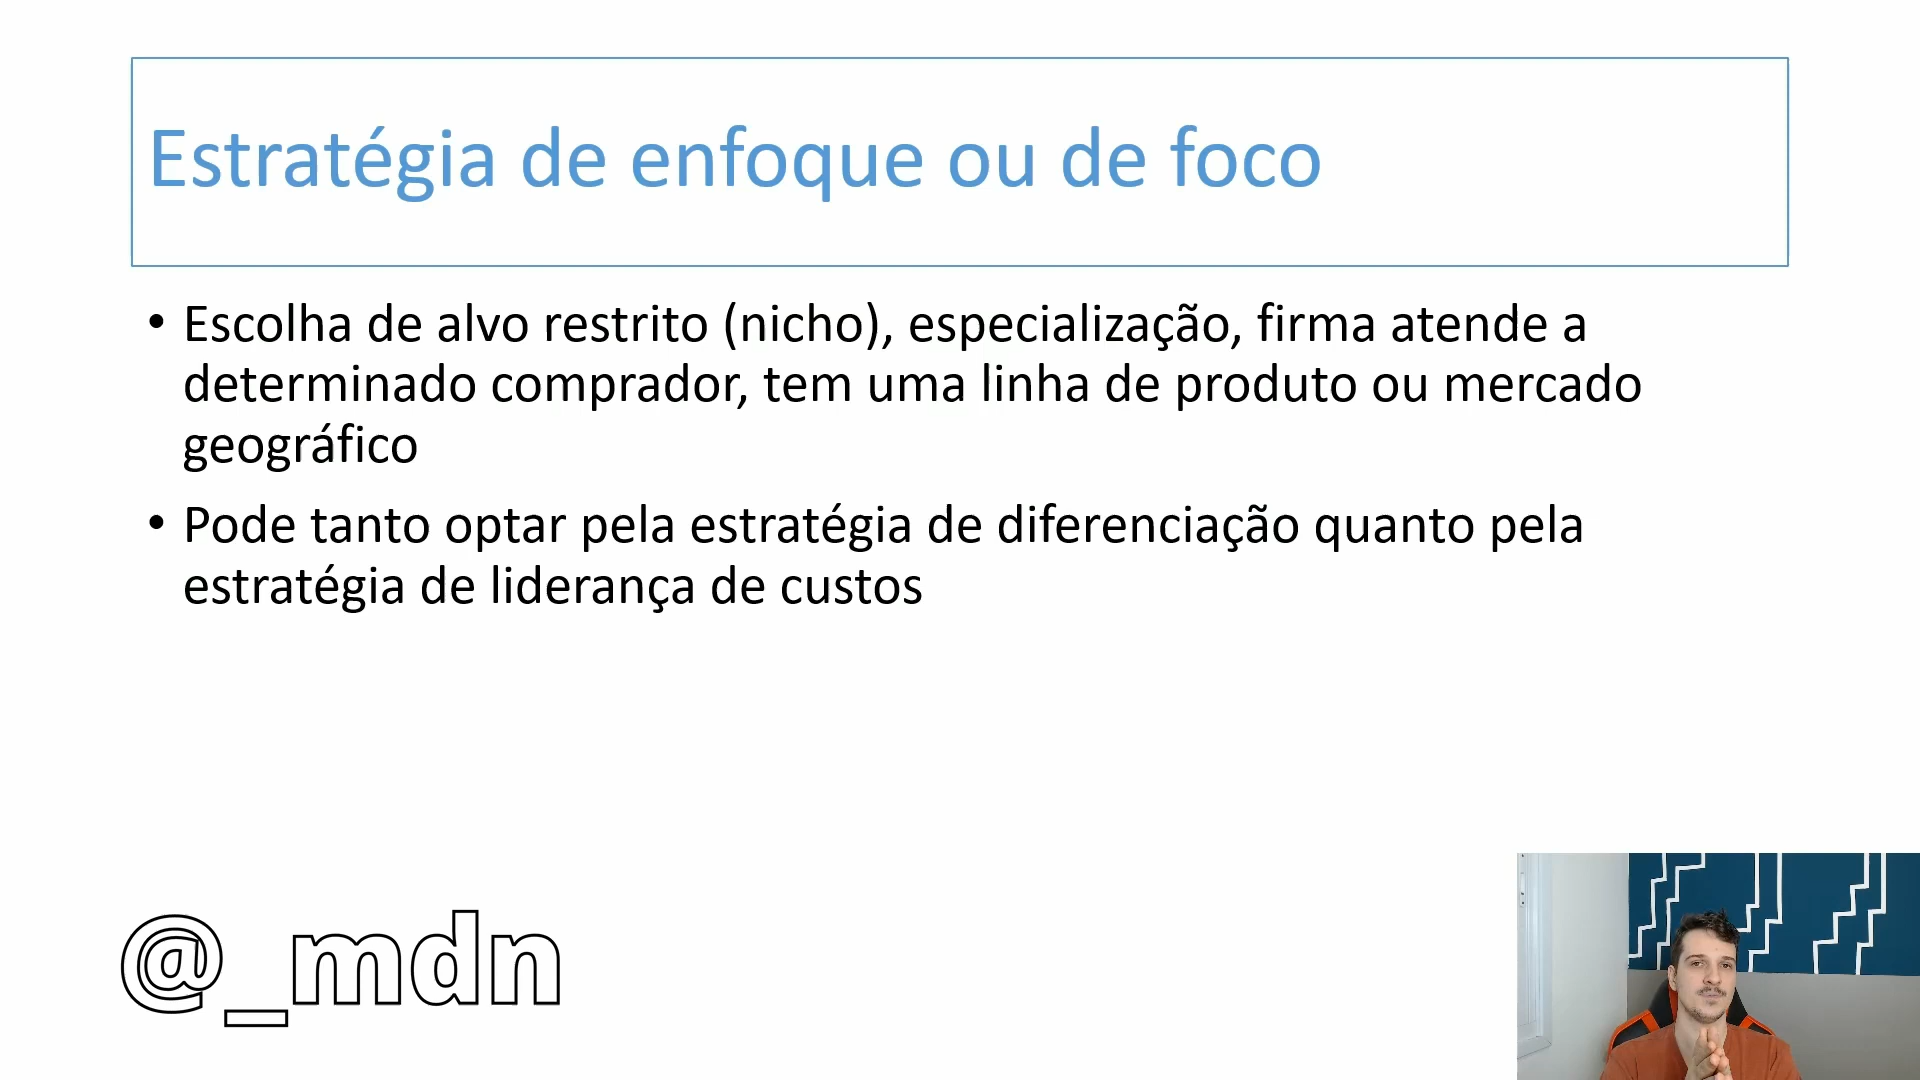 Estratégia de enfoque ou de foco
• Escolha de alvo restrito (nicho), especialização, firma atende a
determinado comprador, tem uma linha de produto ou mercado
geográfico
• Pode tanto optar pela estratégia de diferenciação quanto pela
estratégia de liderança de custos
@_mdn